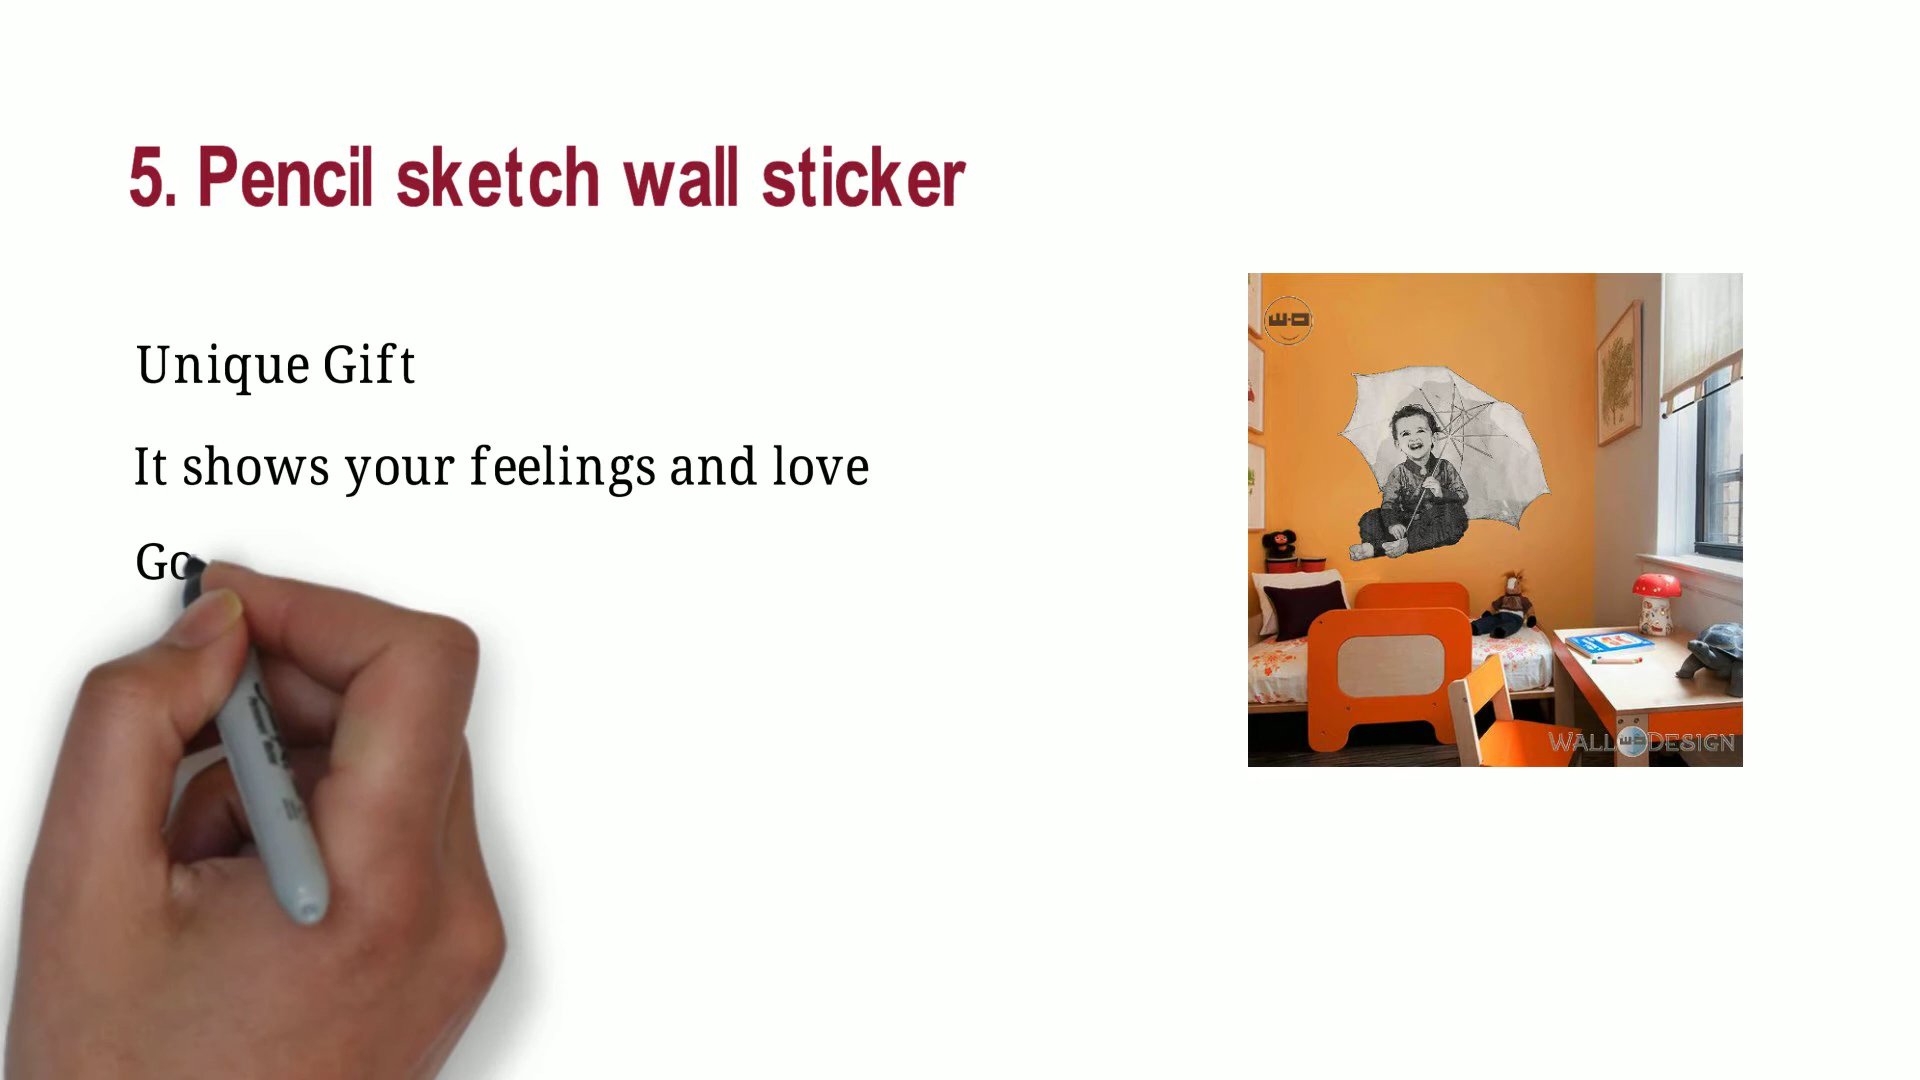 5. Pencil sketch wall sticker
Unique Gift
It shows your feelings and love
Go
WALL DESIGN